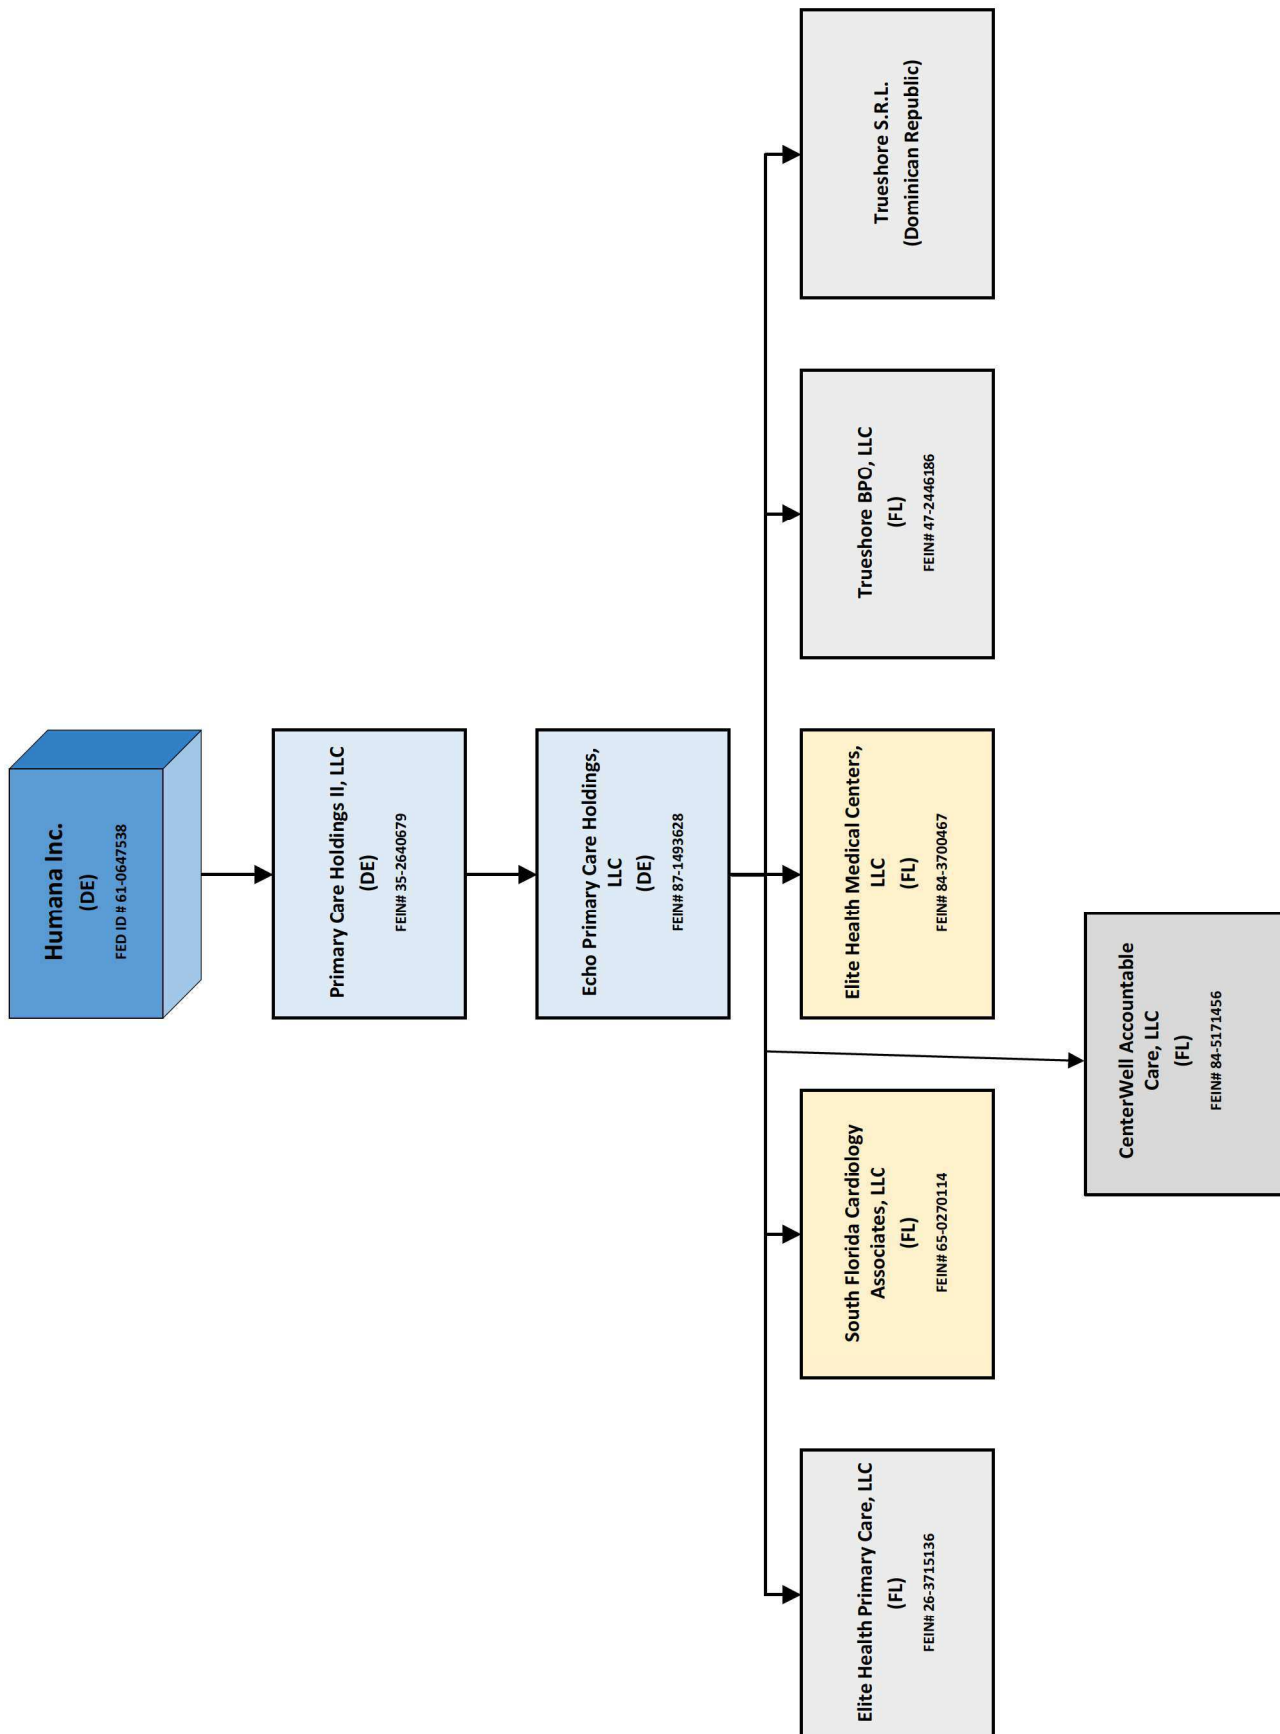 Humana Inc.
(DE)
FED ID # 61-0647538
Primary Care Holdings II, LLC
(DE)
FEIN# 35-2640679
Echo Primary Care Holdings,
LLC
(DE)
FEIN# 87-1493628
Elite Health Primary Care, LLC
(FL)
FEIN# 26-3715136
South Florida Cardiology
Associates, LLC
(FL)
FEIN# 65-0270114
Elite Health Medical Centers,
LLC
(FL)
FEIN# 84-3700467
Trueshore BPO, LLC
(FL)
FEIN# 47-2446186
Trueshore S.R.L.
(Dominican Republic)
CenterWell Accountable
Care, LLC
(FL)
FEIN# 84-5171456